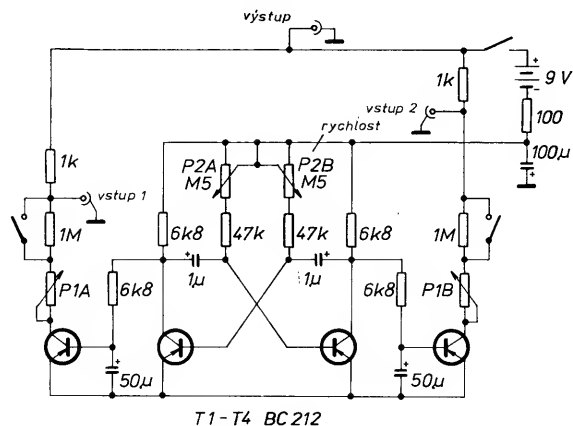 výstup
1k
+
9 V
-
vstup 2
rychlost
100
100µ
+
P2A
M5
P2B
M5
1k
vstup 1
1M
6k8
47k
47k
6k8
1M
+
1µ
+
1µ
P1A
6k8
6k8
P1B
+
50µ
+
50µ
T1-T4 BC 212